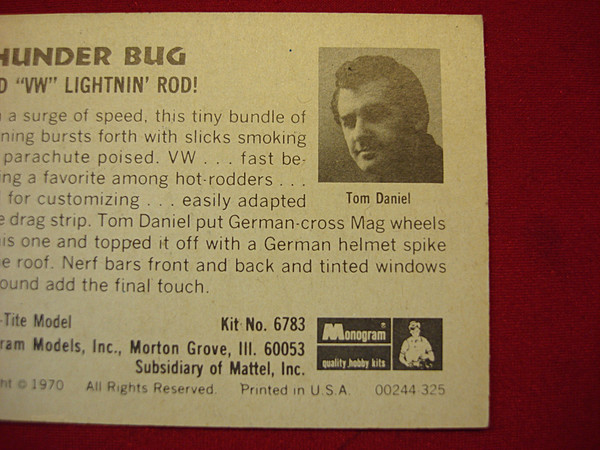 HUNDER BUG
D "VW" LIGHTNIN' ROD!
a surge of speed, this tiny bundle of
ning bursts forth with slicks smoking
parachute poised. VW . . . fast be-
ing a favorite among hot-rodders . . .
for customizing . . . easily adapted
e drag strip. Tom Daniel put German-cross Mag wheels
is one and topped it off with a German helmet spike
e roof. Nerf bars front and back and tinted windows
ound add the final touch.
Tom Daniel
-Tite Model Kit No. 6783
gram Models, Inc., Morton Grove, Ill. 60053
Subsidiary of Mattel, Inc.
Monogram ®
quality hobby kits
ht © 1970 All Rights Reserved. Printed in U.S.A. 00244 325